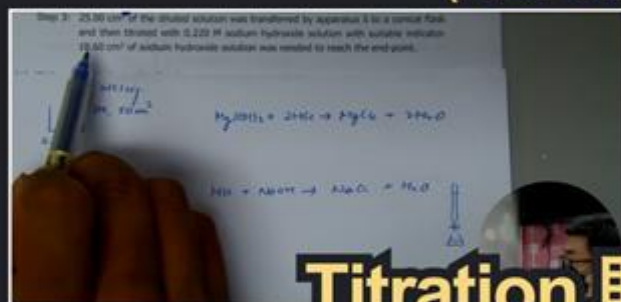 Step 3: 25.00 cm³ of the diluted solution was transferred by apparatus to a conical flask
and then titrated with 0.220 M sodium hydroxide solution with suitable indicator.
cm³ of sodium hydroxide solution was needed to reach the end-point.
Mg(OH)₂ + 2HCl → MgCl₂ + 2H₂O
HCl + NaOH → NaCl + H₂O
Titration